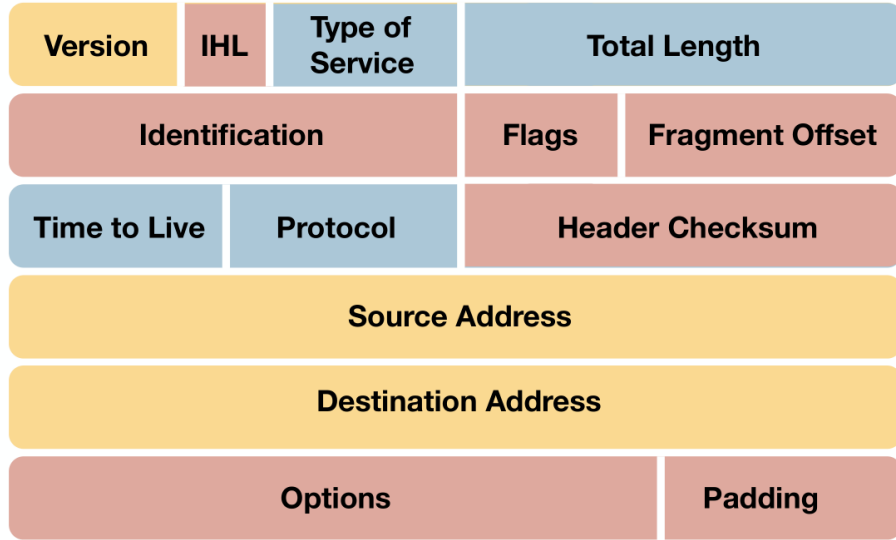 Version
IHL
Type of
Service
Total Length
Identification
Flags
Fragment Offset
Time to Live
Protocol
Header Checksum
Source Address
Destination Address
Options
Padding